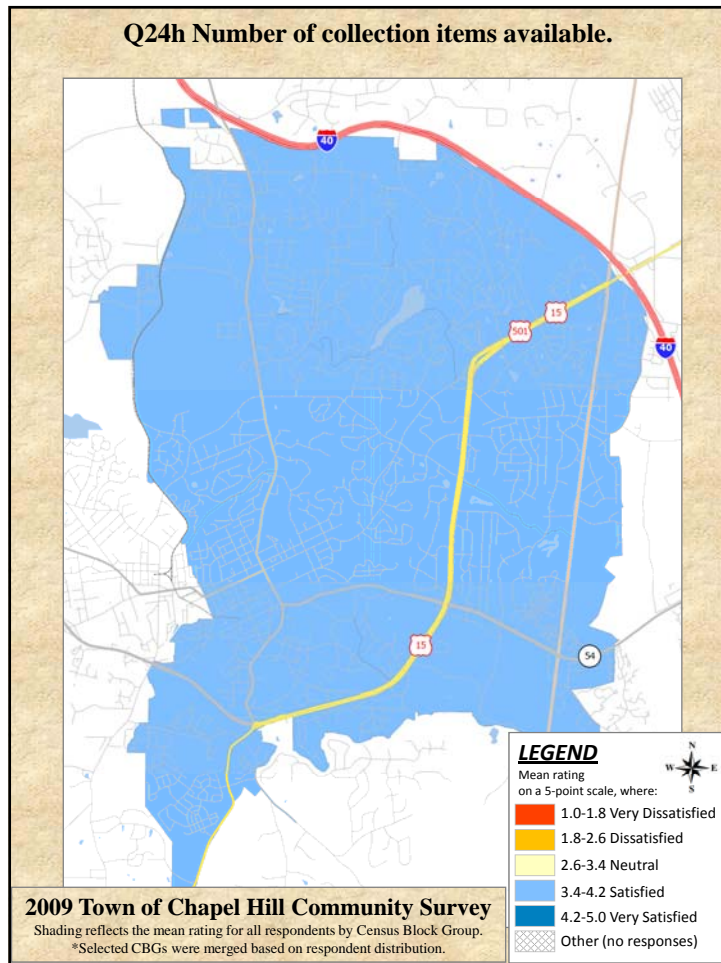 Q24h Number of collection items available.
40
15
501
40
15
54
LEGEND
N
W E
S
Mean rating
on a 5-point scale, where:
1.0-1.8 Very Dissatisfied
1.8-2.6 Dissatisfied
2.6-3.4 Neutral
3.4-4.2 Satisfied
4.2-5.0 Very Satisfied
Other (no responses)
2009 Town of Chapel Hill Community Survey
Shading reflects the mean rating for all respondents by Census Block Group.
*Selected CBGs were merged based on respondent distribution.